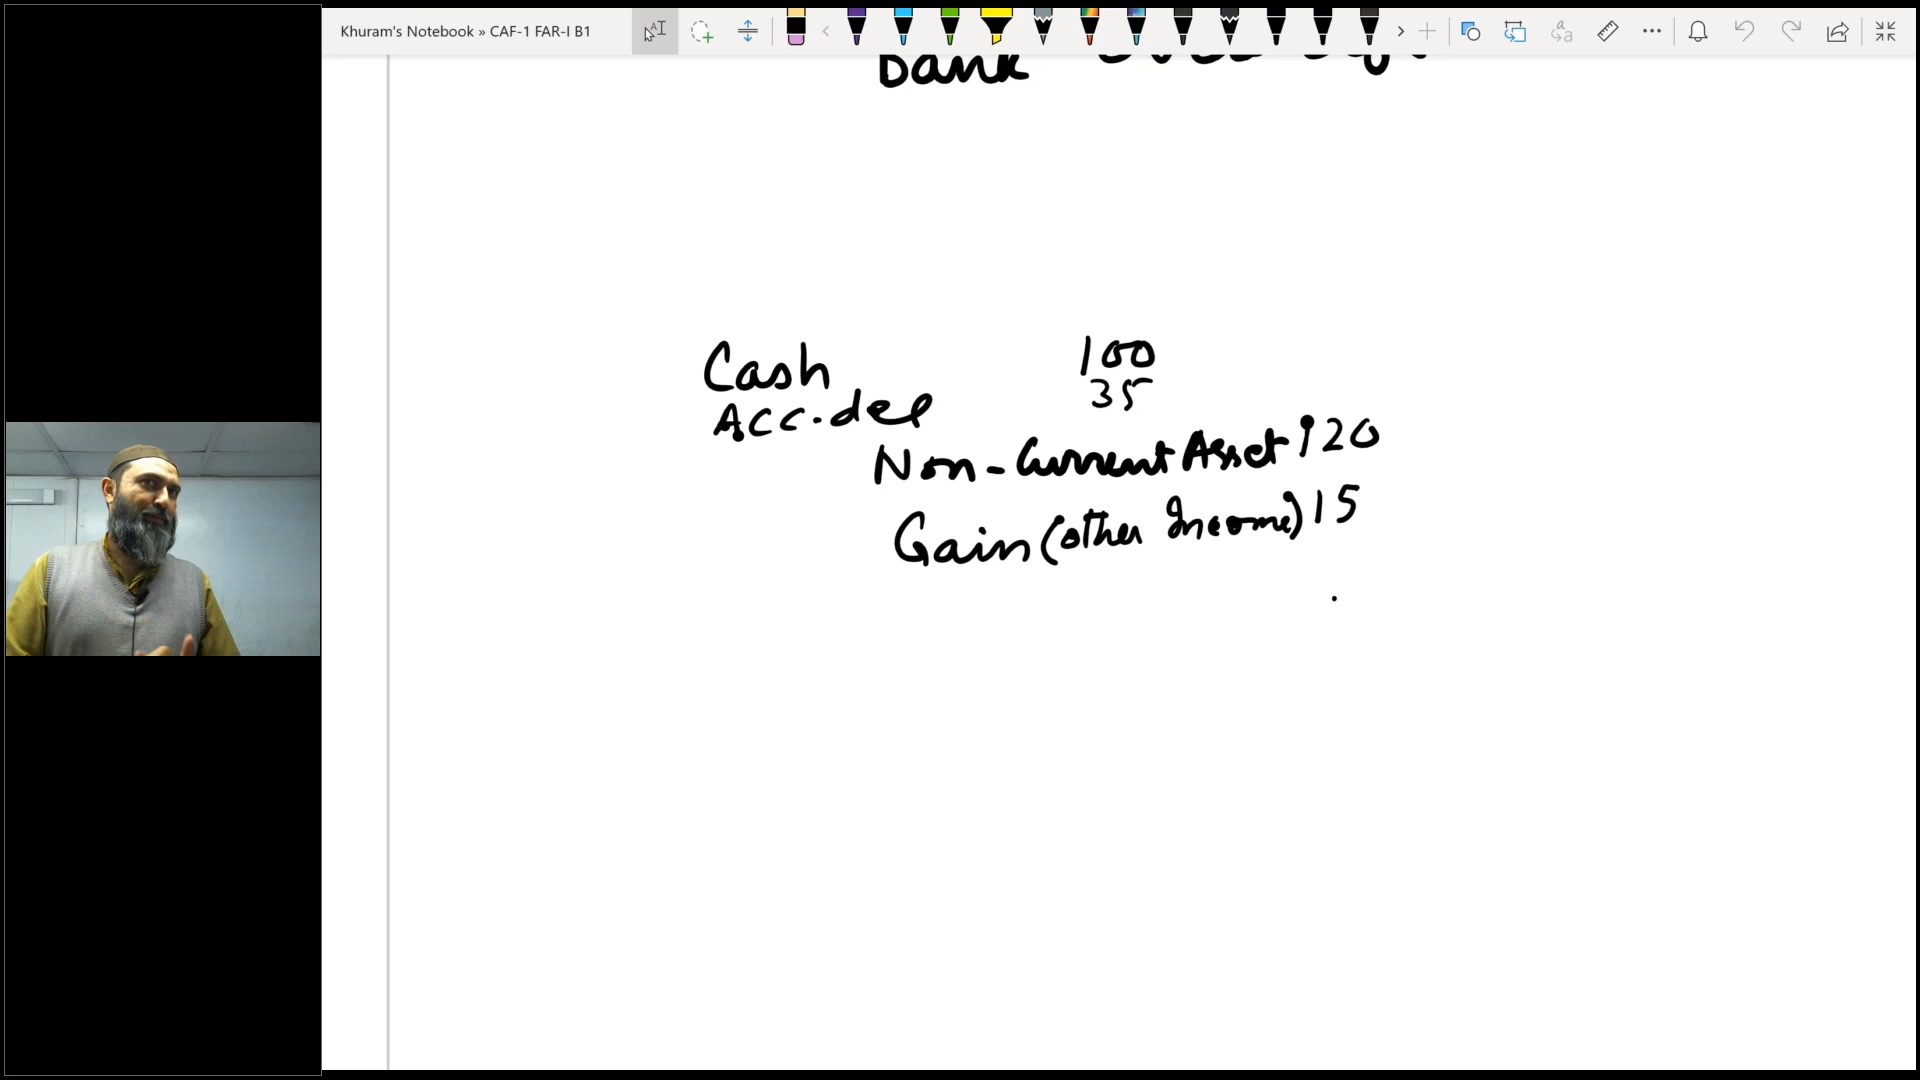 Khuram's Notebook » CAF-1 FAR-I B1
Bank
Cash 100
Acc.dep 35
Non-Current Asset 120
Gain (other Income) 15